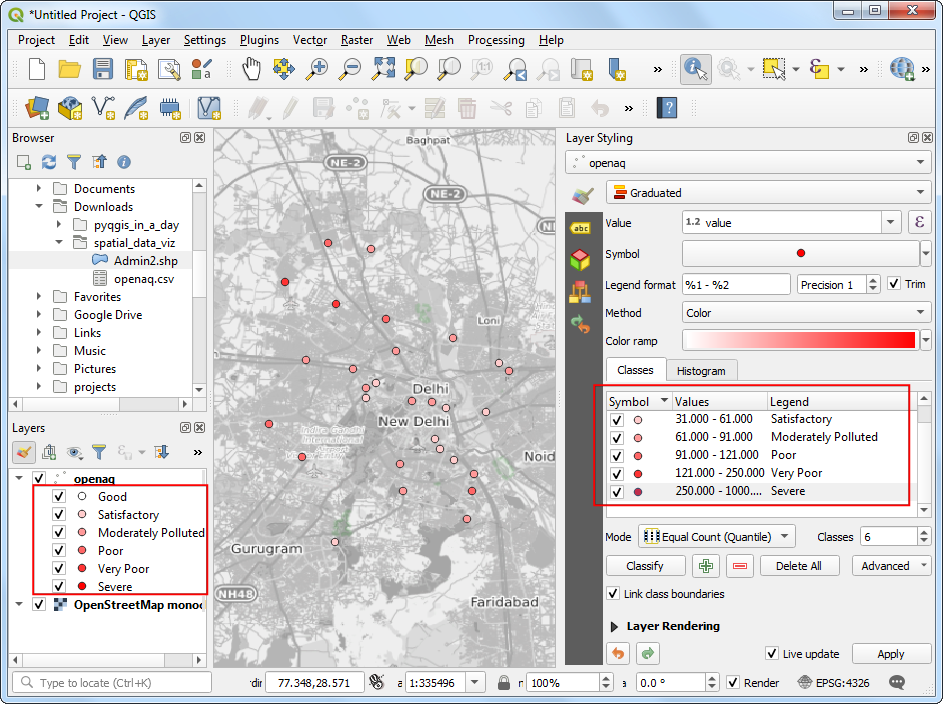 *Untitled Project - QGIS
Project Edit View Layer Settings Plugins Vector Raster Web Mesh Processing Help
Browser
Documents
Downloads
pyqgis_in_a_day
spatial_data_viz
Admin2.shp
openaq.csv
Favorites
Google Drive
Links
Music
Pictures
projects
Layers
openaq
Good
Satisfactory
Moderately Polluted
Poor
Very Poor
Severe
OpenStreetMap monoc
Baghpat
NE-2
NE-2
NE
Loni
Delhi
New Delhi
Indira Gandhi
International
Noid
Gurugram
NH48
Faridabad
Layer Styling
openaq
Graduated
Value 1.2 value ε
Symbol
Legend format %1 - %2 Precision 1 Trim
Method Color
Color ramp
Classes Histogram
Symbol Values Legend
31.000 - 61.000 Satisfactory
61.000 - 91.000 Moderately Polluted
91.000 - 121.000 Poor
121.000 - 250.000 Very Poor
250.000 - 1000.... Severe
Mode Equal Count (Quantile) Classes 6
Classify Delete All Advanced
Link class boundaries
Layer Rendering
Live update Apply
Type to locate (Ctrl+K) dir 77.348,28.571 a 1:335496 100% a 0.0 ° Render EPSG:4326